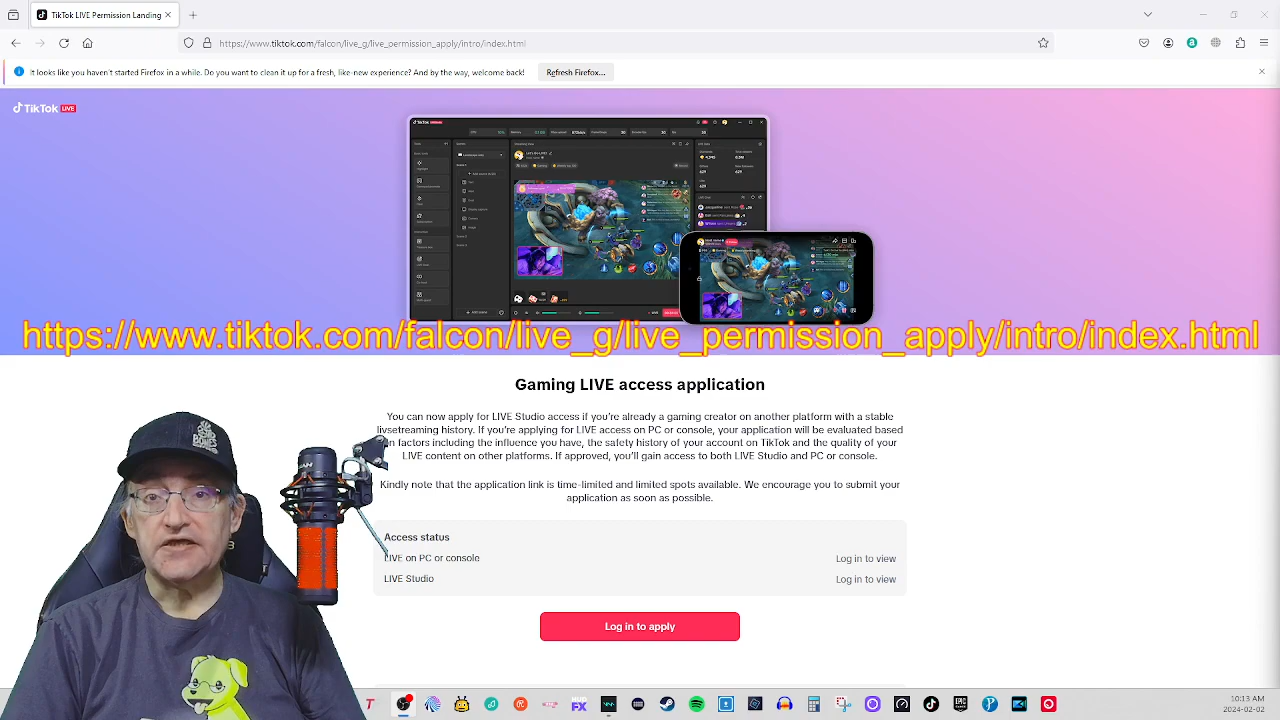 TikTok LIVE Permission Landing
https://www.tiktok.com/falcon/live_g/live_permission_apply/intro/index.html
It looks like you haven't started Firefox in a while. Do you want to clean it up for a fresh, like-new experience? And by the way, welcome back!
Refresh Firefox...
TikTok LIVE
https://www.tiktok.com/falcon/live_g/live_permission_apply/intro/index.html
Gaming LIVE access application
You can now apply for LIVE Studio access if you're already a gaming creator on another platform with a stable
livsetreaming history. If you're applying for LIVE access on PC or console, your application will be evaluated based
on factors including the influence you have, the safety history of your account on TikTok and the quality of your
LIVE content on other platforms. If approved, you'll gain access to both LIVE Studio and PC or console.
Kindly note that the application link is time-limited and limited spots available. We encourage you to submit your
application as soon as possible.
Access status
LIVE on PC or console
Log in to view
LIVE Studio
Log in to view
Log in to apply
10:13 AM
2024-02-02